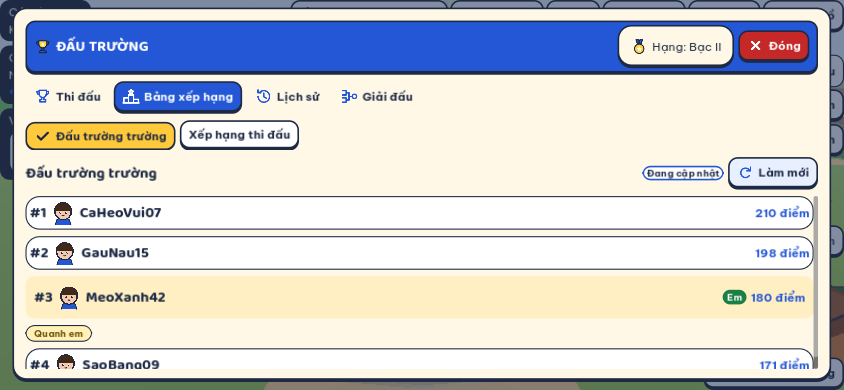 ĐẤU TRƯỜNG
Hạng: Bạc II
Đóng
Thi đấu
Bảng xếp hạng
Lịch sử
Giải đấu
Đấu trường trường
Xếp hạng thi đấu
Đấu trường trường
Đang cập nhật
Làm mới
#1 CaHeoVui07 210 điểm
#2 GauNau15 198 điểm
#3 MeoXanh42 Em 180 điểm
Quanh em
#4 SaoBang09 171 điểm